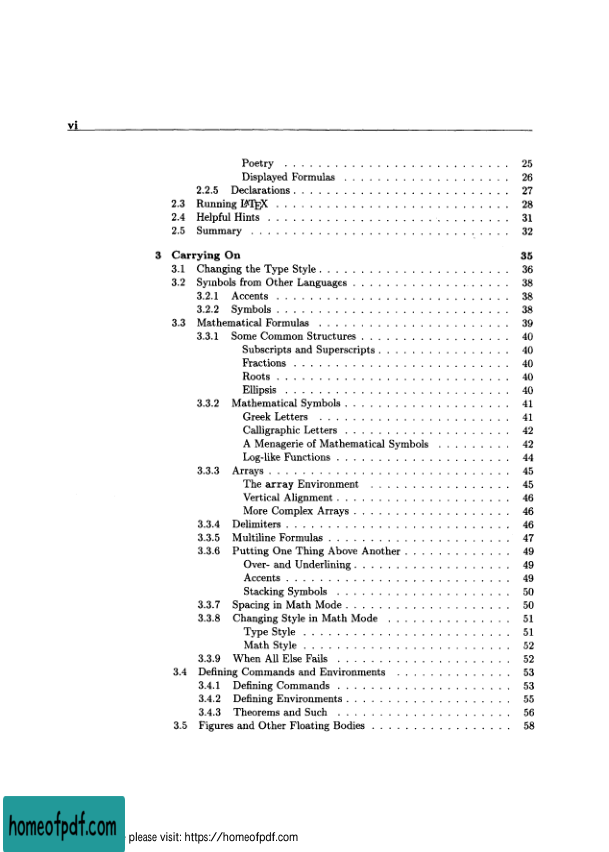 vi
Poetry . . . . . . . . . . . . . . . . . . . . . . . . . . . 25
Displayed Formulas . . . . . . . . . . . . . . . . . . . . 26
2.2.5 Declarations . . . . . . . . . . . . . . . . . . . . . . . . . . 27
2.3 Running LATEX . . . . . . . . . . . . . . . . . . . . . . . . . . . . 28
2.4 Helpful Hints . . . . . . . . . . . . . . . . . . . . . . . . . . . . . 31
2.5 Summary . . . . . . . . . . . . . . . . . . . . . . . . . . . . . . . 32
3 Carrying On 35
3.1 Changing the Type Style . . . . . . . . . . . . . . . . . . . . . . . 36
3.2 Symbols from Other Languages . . . . . . . . . . . . . . . . . . . 38
3.2.1 Accents . . . . . . . . . . . . . . . . . . . . . . . . . . . . 38
3.2.2 Symbols . . . . . . . . . . . . . . . . . . . . . . . . . . . . 38
3.3 Mathematical Formulas . . . . . . . . . . . . . . . . . . . . . . . 39
3.3.1 Some Common Structures . . . . . . . . . . . . . . . . . . 40
Subscripts and Superscripts . . . . . . . . . . . . . . . . 40
Fractions . . . . . . . . . . . . . . . . . . . . . . . . . . 40
Roots . . . . . . . . . . . . . . . . . . . . . . . . . . . . 40
Ellipsis . . . . . . . . . . . . . . . . . . . . . . . . . . . 40
3.3.2 Mathematical Symbols . . . . . . . . . . . . . . . . . . . . 41
Greek Letters . . . . . . . . . . . . . . . . . . . . . . . 41
Calligraphic Letters . . . . . . . . . . . . . . . . . . . . 42
A Menagerie of Mathematical Symbols . . . . . . . . . 42
Log-like Functions . . . . . . . . . . . . . . . . . . . . . 44
3.3.3 Arrays . . . . . . . . . . . . . . . . . . . . . . . . . . . . . 45
The array Environment . . . . . . . . . . . . . . . . . 45
Vertical Alignment . . . . . . . . . . . . . . . . . . . . . 46
More Complex Arrays . . . . . . . . . . . . . . . . . . . 46
3.3.4 Delimiters . . . . . . . . . . . . . . . . . . . . . . . . . . . 46
3.3.5 Multiline Formulas . . . . . . . . . . . . . . . . . . . . . . 47
3.3.6 Putting One Thing Above Another . . . . . . . . . . . . . 49
Over- and Underlining . . . . . . . . . . . . . . . . . . . 49
Accents . . . . . . . . . . . . . . . . . . . . . . . . . . . 49
Stacking Symbols . . . . . . . . . . . . . . . . . . . . . 50
3.3.7 Spacing in Math Mode . . . . . . . . . . . . . . . . . . . . 50
3.3.8 Changing Style in Math Mode . . . . . . . . . . . . . . . 51
Type Style . . . . . . . . . . . . . . . . . . . . . . . . . 51
Math Style . . . . . . . . . . . . . . . . . . . . . . . . . 52
3.3.9 When All Else Fails . . . . . . . . . . . . . . . . . . . . . 52
3.4 Defining Commands and Environments . . . . . . . . . . . . . . 53
3.4.1 Defining Commands . . . . . . . . . . . . . . . . . . . . . 53
3.4.2 Defining Environments . . . . . . . . . . . . . . . . . . . . 55
3.4.3 Theorems and Such . . . . . . . . . . . . . . . . . . . . . 56
3.5 Figures and Other Floating Bodies . . . . . . . . . . . . . . . . . 58
homeofpdf.com
please visit: https://homeofpdf.com